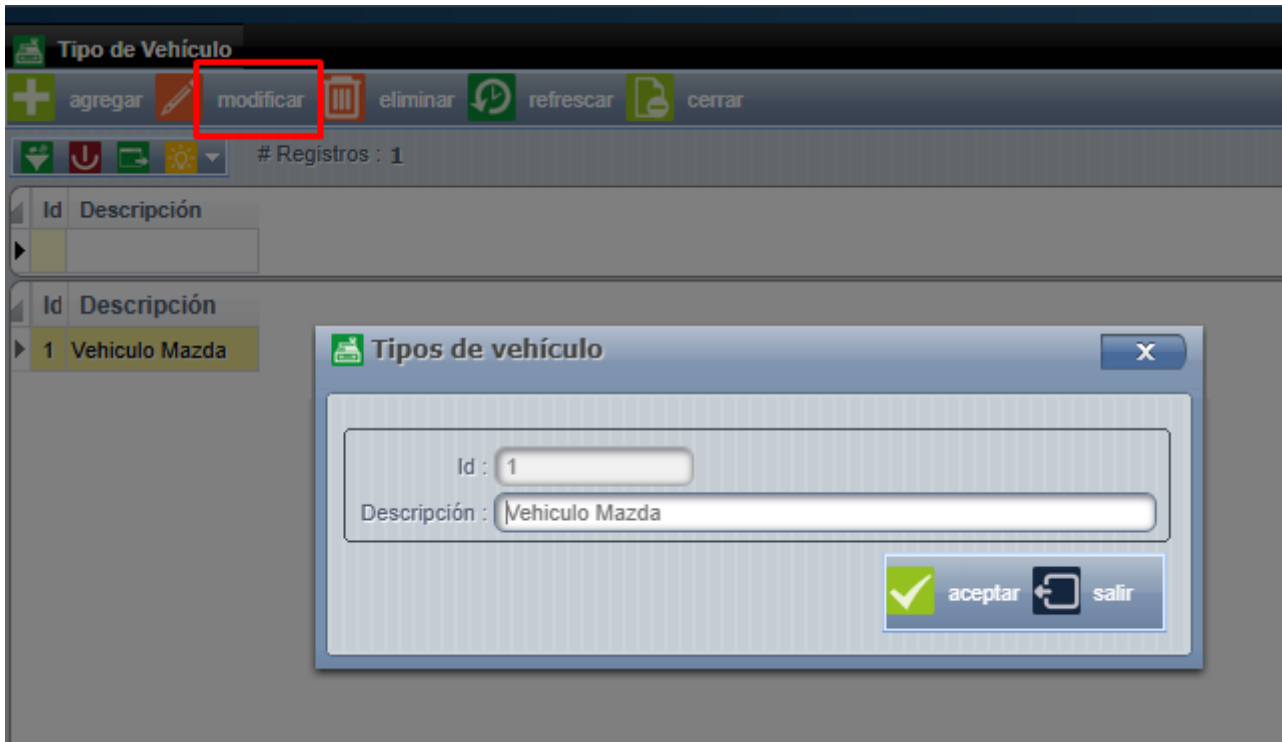 Tipo de Vehículo
agregar modificar eliminar refrescar cerrar
# Registros : 1
Id Descripción
Id Descripción
1 Vehiculo Mazda
Tipos de vehículo
x
Id : 1
Descripción : Vehiculo Mazda
aceptar salir